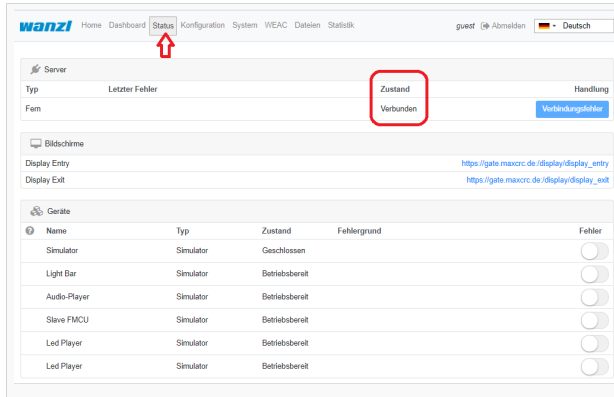 wanzl Home Dashboard Status Konfiguration System WEAC Dateien Statistik guest Abmelden Deutsch
Server
Typ Letzter Fehler Zustand Handlung
Fern Verbunden Verbindungsfehler
Bildschirme
Display Entry https://gate.maxcrc.de:/display/display_entry
Display Exit https://gate.maxcrc.de:/display/display_exit
Geräte
Name Typ Zustand Fehlergrund Fehler
Simulator Simulator Geschlossen
Light Bar Simulator Betriebsbereit
Audio-Player Simulator Betriebsbereit
Slave FMCU Simulator Betriebsbereit
Led Player Simulator Betriebsbereit
Led Player Simulator Betriebsbereit